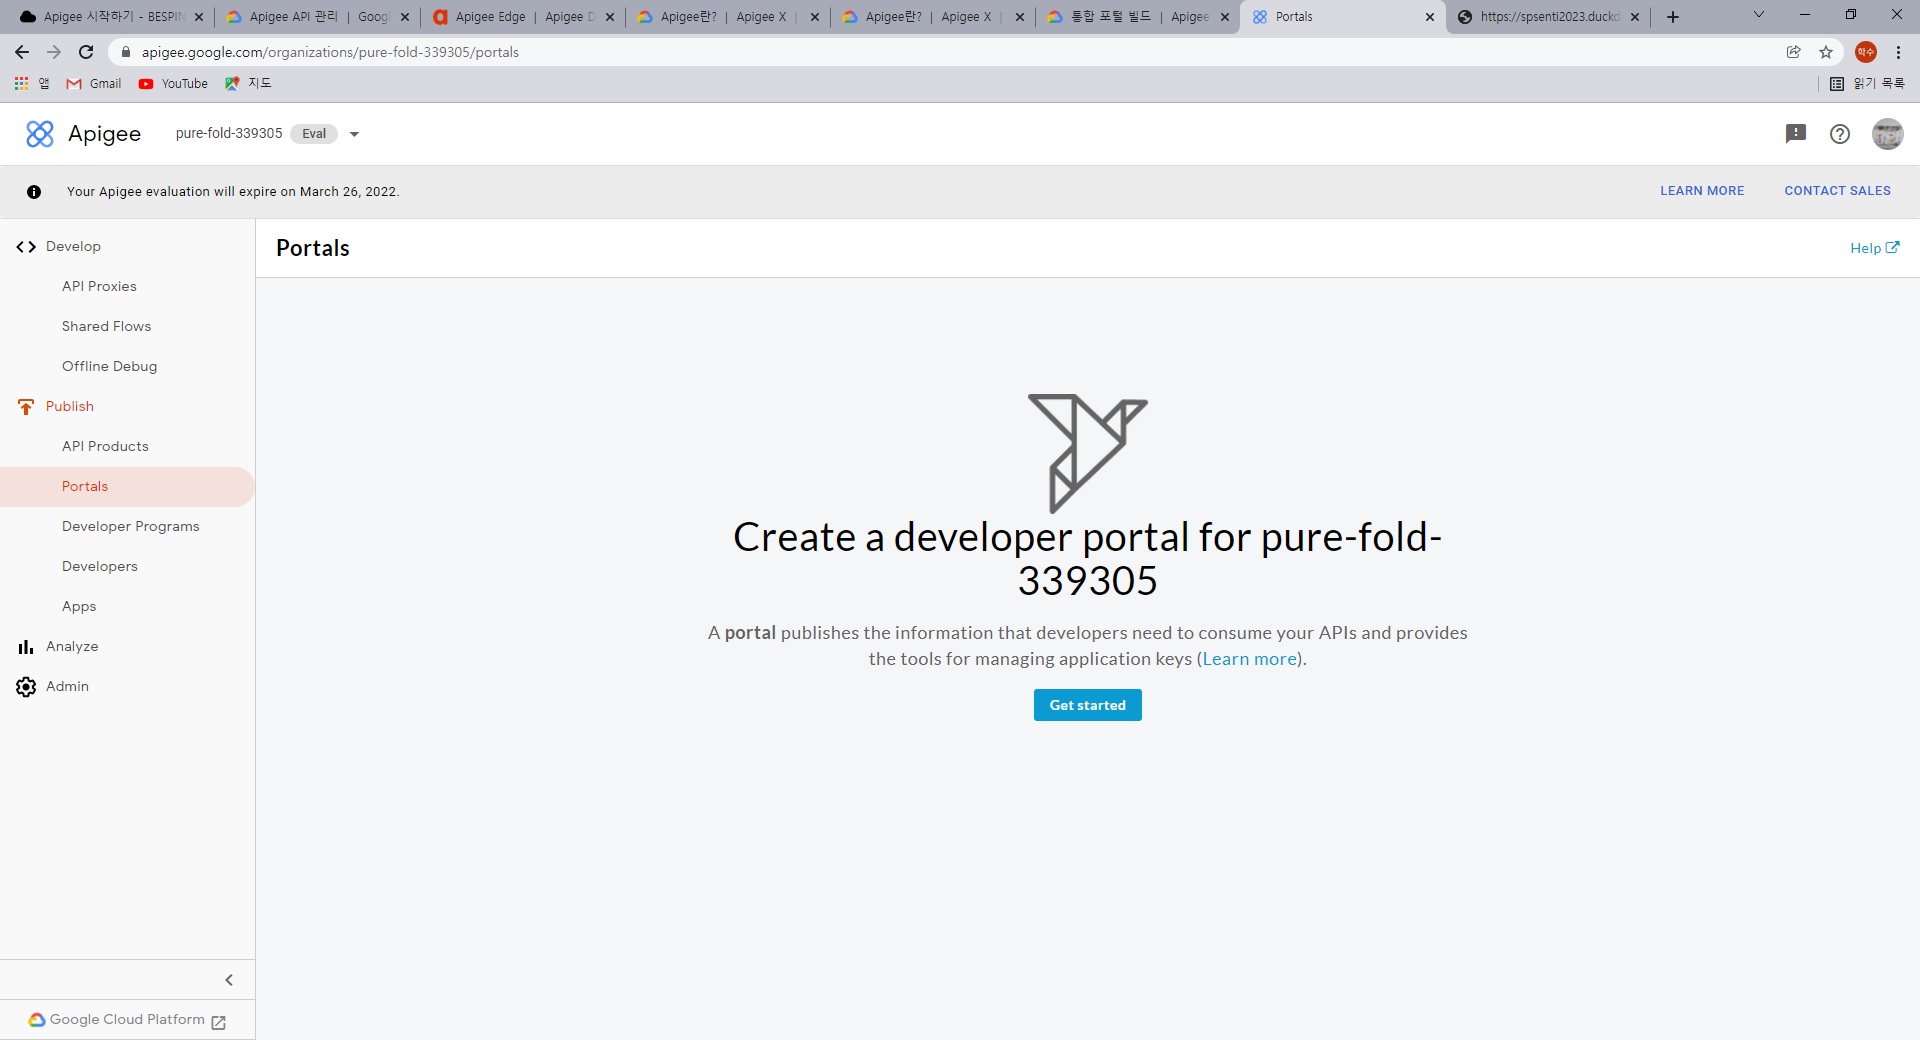 Apigee 시작하기 - BESPIN
Apigee API 관리 | Googl
Apigee Edge | Apigee D
Apigee란? | Apigee X |
Apigee란? | Apigee X |
통합 포털 빌드 | Apigee
Portals
https://spsenti2023.duckd
apigee.google.com/organizations/pure-fold-339305/portals
학수
앱
Gmail
YouTube
지도
읽기 목록
Apigee
pure-fold-339305
Eval
Your Apigee evaluation will expire on March 26, 2022.
LEARN MORE
CONTACT SALES
Develop
API Proxies
Shared Flows
Offline Debug
Publish
API Products
Portals
Developer Programs
Developers
Apps
Analyze
Admin
Google Cloud Platform
Portals
Help
Create a developer portal for pure-fold-
339305
A portal publishes the information that developers need to consume your APIs and provides
the tools for managing application keys (Learn more).
Get started